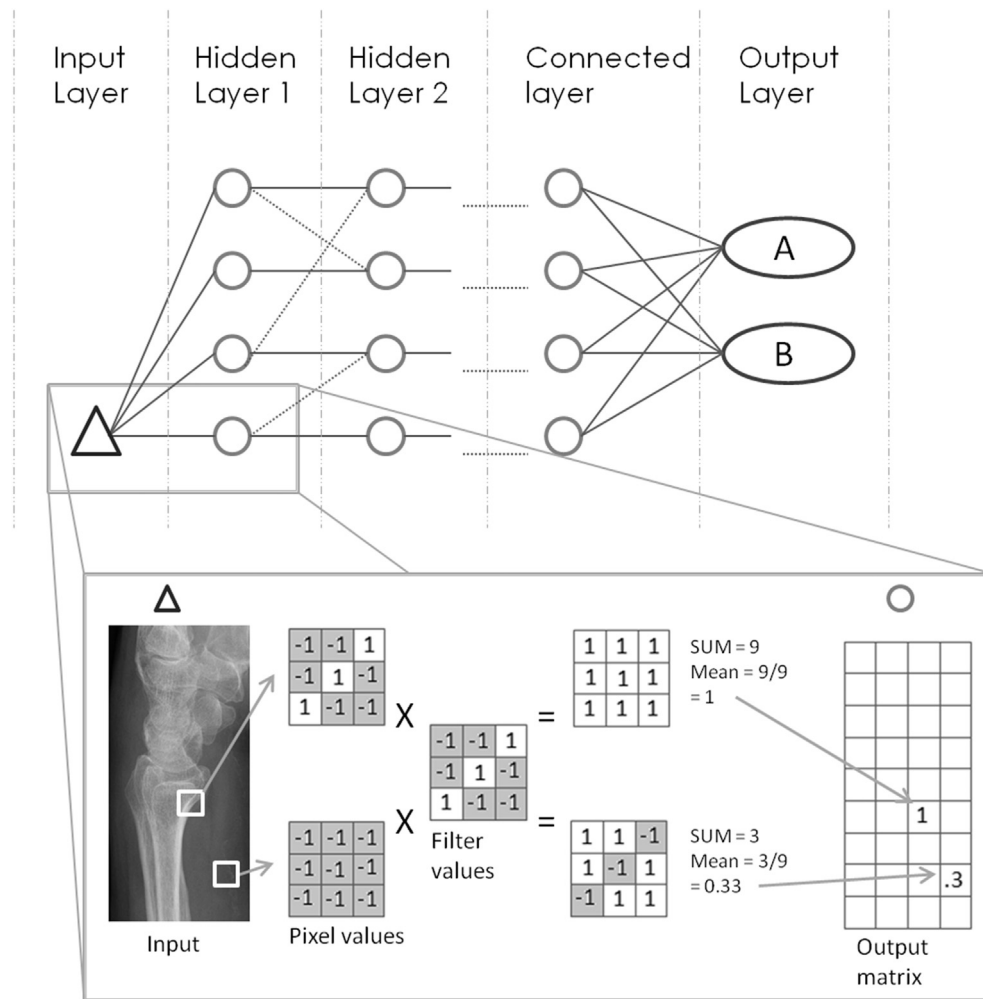 Input
Layer
Hidden
Layer 1
Hidden
Layer 2
Connected
layer
Output
Layer
A
B
-1 -1 1
-1 1 -1
1 -1 -1
X
-1 -1 1
-1 1 -1
1 -1 -1
Filter
values
=
1 1 1
1 1 1
1 1 1
SUM = 9
Mean = 9/9
= 1
-1 -1 -1
-1 -1 -1
-1 -1 -1
Pixel values
X
=
1 1 -1
1 -1 1
-1 1 1
SUM = 3
Mean = 3/9
= 0.33
1
.3
Input
Output
matrix